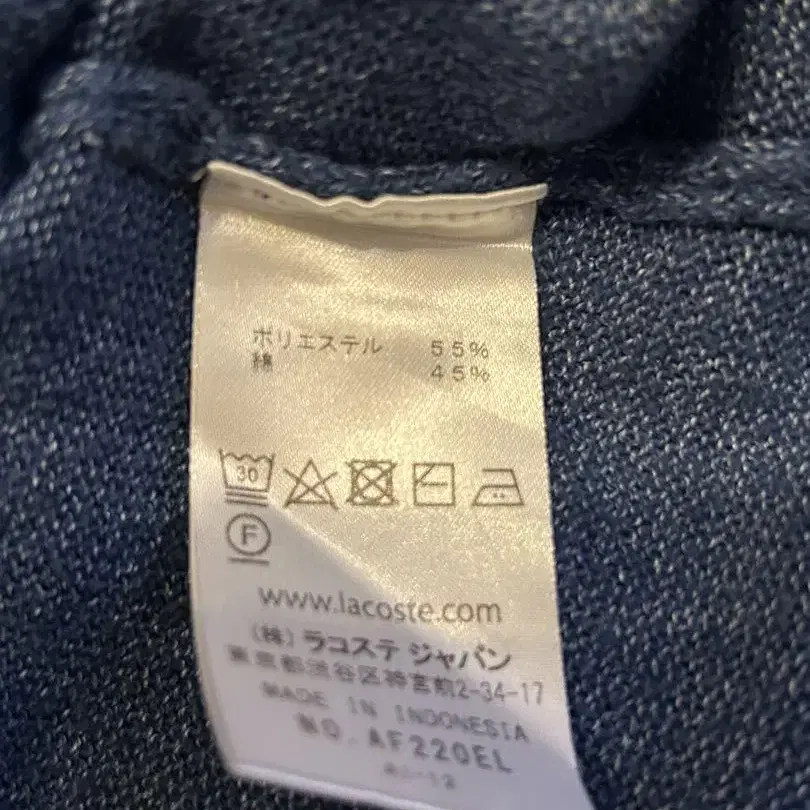 ポリエステル 55%
綿 45%
30
F
www.lacoste.com
(株) ラコステ ジャパン
東京都渋谷区神宮前2-34-17
MADE IN INDONESIA
NO. AF220EL